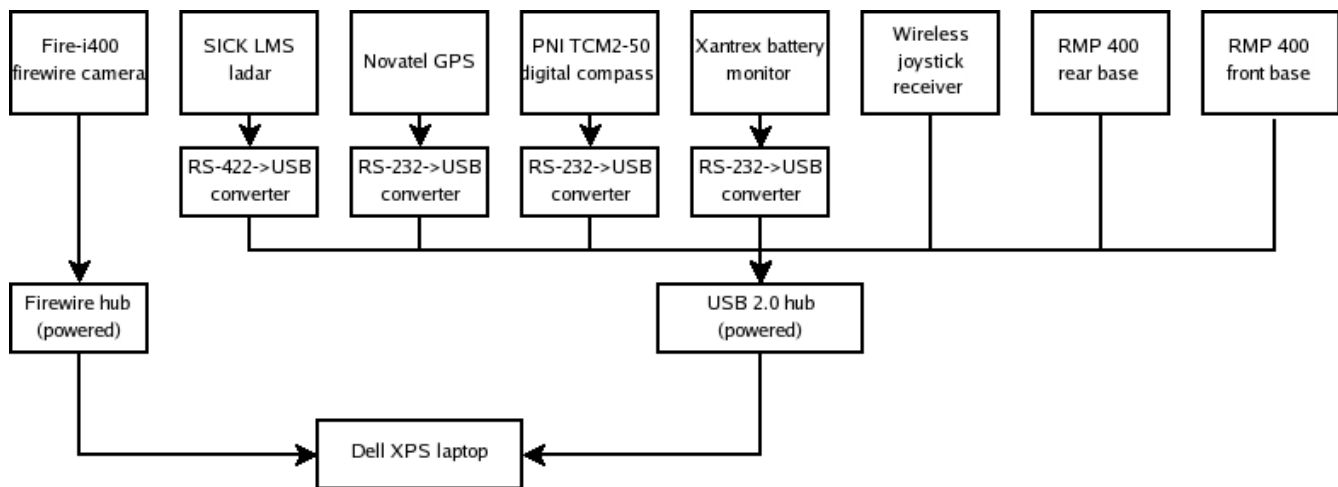 Fire-i400
firewire camera
SICK LMS
ladar
Novatel GPS
PNI TCM2-50
digital compass
Xantrex battery
monitor
Wireless
joystick
receiver
RMP 400
rear base
RMP 400
front base
RS-422->USB
converter
RS-232->USB
converter
RS-232->USB
converter
RS-232->USB
converter
Firewire hub
(powered)
USB 2.0 hub
(powered)
Dell XPS laptop